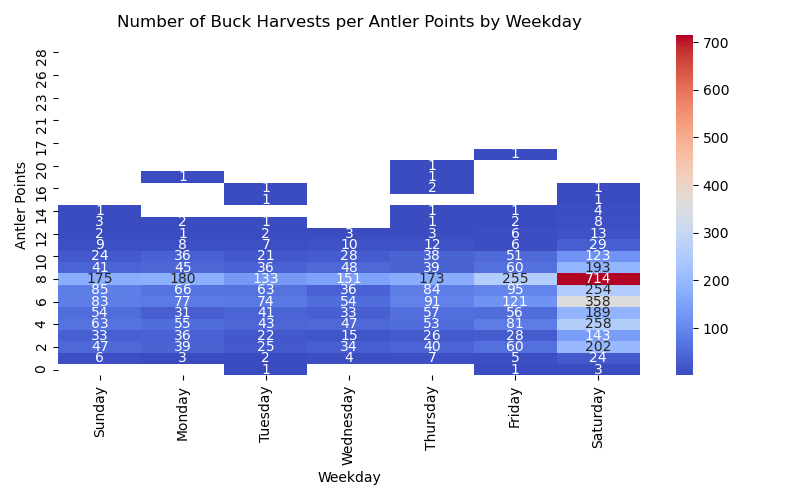 Number of Buck Harvests per Antler Points by Weekday
Antler Points
28
26
23
21
17
1
20 1
1 1
16 1 2 1
1 1
14 1 1 1 4
3 2 1 1 2 8
12 2 1 2 3 3 6 13
9 8 7 10 12 6 29
10 24 36 21 28 38 51 123
41 45 36 48 39 60 193
8 175 180 133 151 173 255 714
85 66 63 36 84 95 254
6 83 77 74 54 91 121 358
54 31 41 33 57 56 189
4 63 55 43 47 53 81 258
33 36 22 15 26 28 143
2 47 39 25 34 40 60 202
6 3 2 4 7 5 24
0 1 1 3
Sunday Monday Tuesday Wednesday Thursday Friday Saturday
Weekday
700
600
500
400
300
200
100